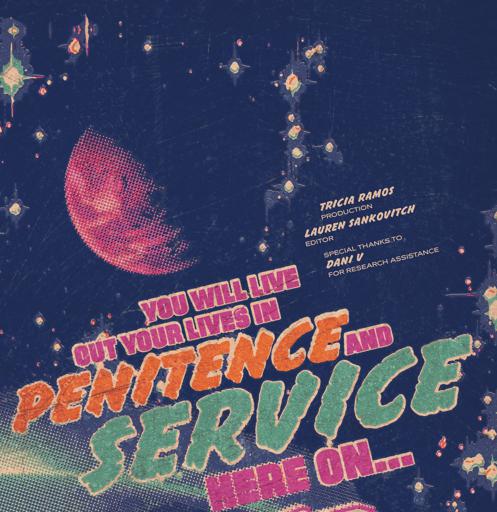 TRICIA RAMOS
PRODUCTION
LAUREN SANKOVITCH
EDITOR
SPECIAL THANKS TO,
DANI V
FOR RESEARCH ASSISTANCE
YOU WILL LIVE
OUT YOUR LIVES IN
PENITENCE AND
SERVICE
HERE ON...